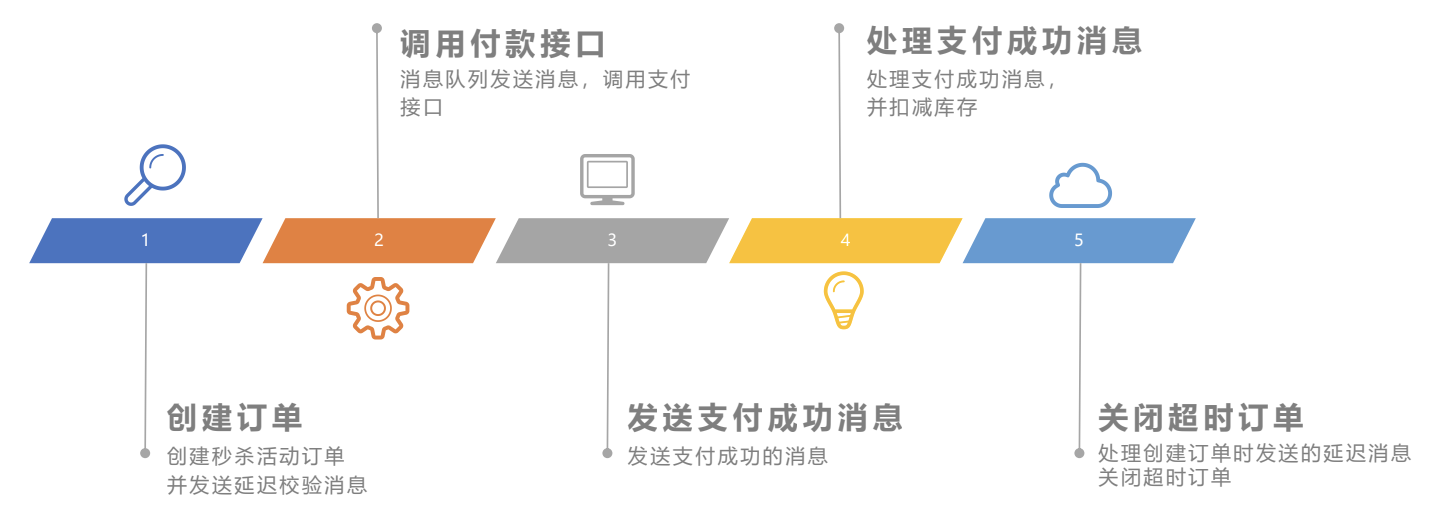 调用付款接口
消息队列发送消息，调用支付
接口
处理支付成功消息
处理支付成功消息，
并扣减库存
1
2
3
4
5
创建订单
创建秒杀活动订单
并发送延迟校验消息
发送支付成功消息
发送支付成功的消息
关闭超时订单
处理创建订单时发送的延迟消息
关闭超时订单